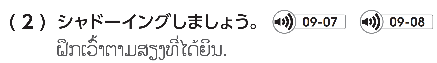 (2) シャドーイングしましょう。 09-07 09-08
ຝຶກເວົ້າຕາມສຽງທີ່ໄດ້ຍິນ.